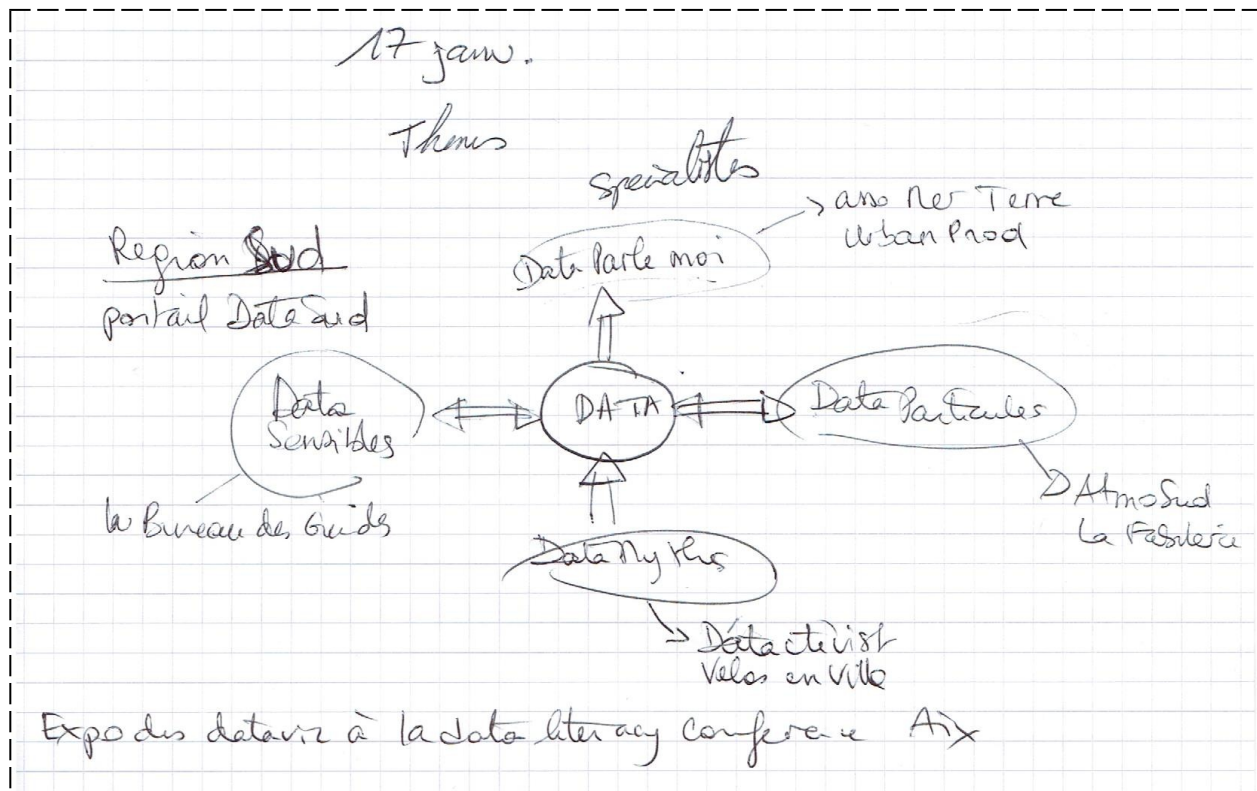 17 janv.
Themes
spécialistes
→ asso Mer Terre
Urban Prod
Région Sud
portail DataSud
Data Parle moi
Data
Sensibles
DATA
Data Particules
le Bureau des Guides
AtmoSud
La Fabulerie
Data Mythes
Datactivist
Vélos en Ville
Expo des dataviz à la data literacy conference Aix